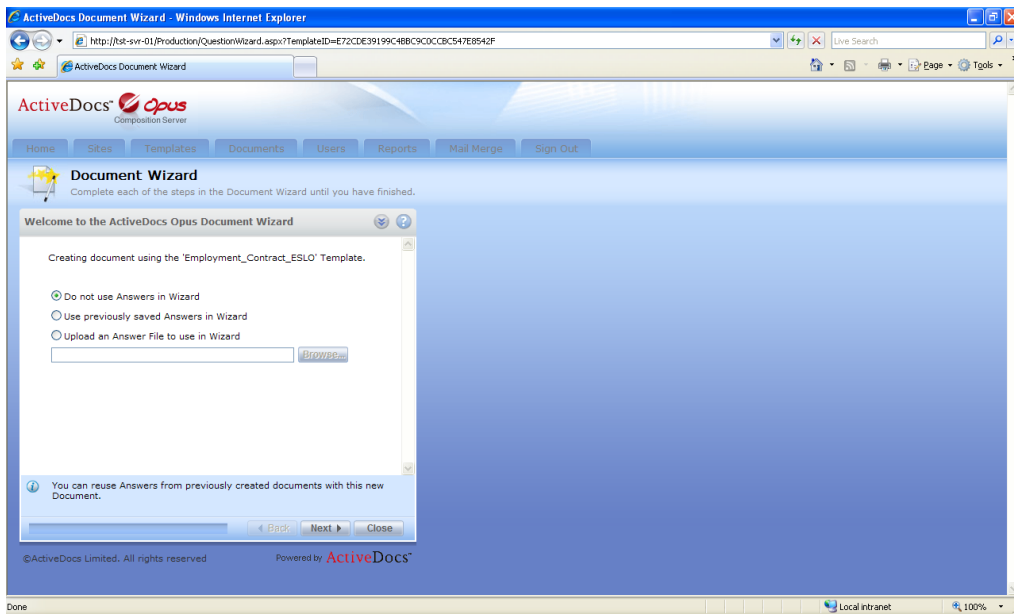 ActiveDocs Document Wizard - Windows Internet Explorer
http://tst-svr-01/Production/QuestionWizard.aspx?TemplateID=E72CDE39199C4BBC9C0CCBC547E8542F
Live Search
ActiveDocs Document Wizard
Page
Tools
ActiveDocs™ Opus
Composition Server
Home Sites Templates Documents Users Reports Mail Merge Sign Out
Document Wizard
Complete each of the steps in the Document Wizard until you have finished.
Welcome to the ActiveDocs Opus Document Wizard
Creating document using the 'Employment_Contract_ESLO' Template.
Do not use Answers in Wizard
Use previously saved Answers in Wizard
Upload an Answer File to use in Wizard
Browse...
You can reuse Answers from previously created documents with this new
Document.
Back Next Close
©ActiveDocs Limited. All rights reserved Powered by ActiveDocs™
Done Local intranet 100%